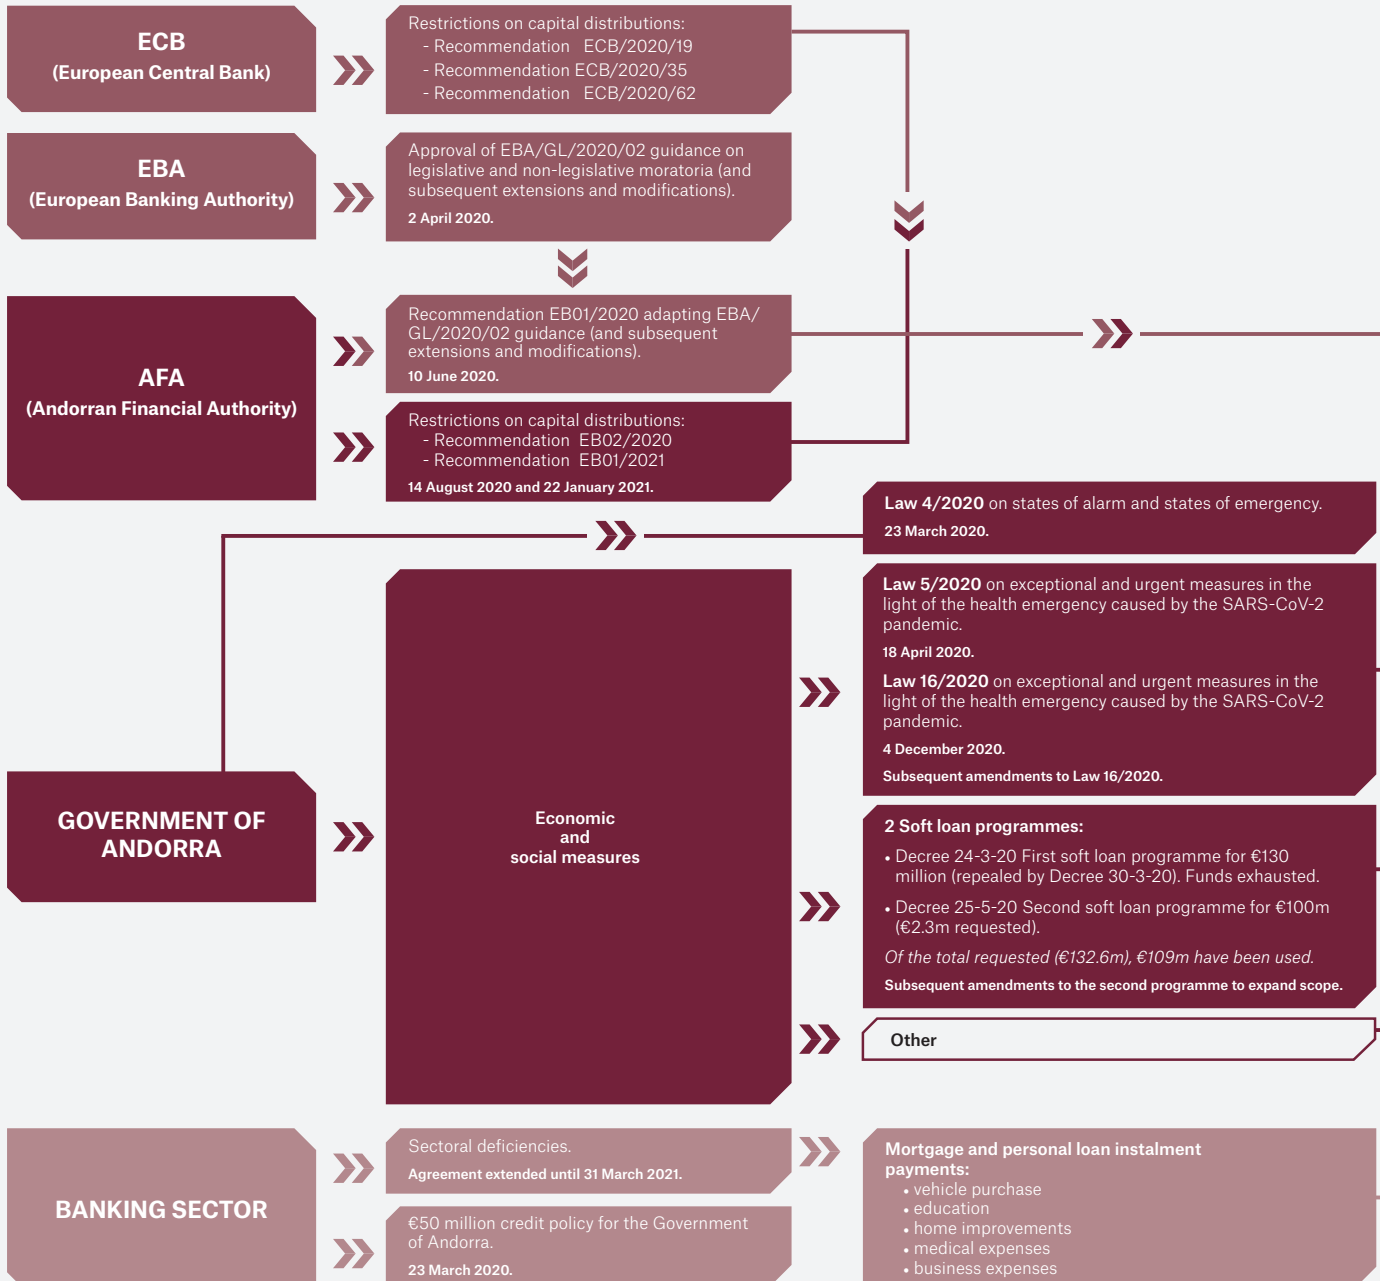 ECB
(European Central Bank)
Restrictions on capital distributions:
- Recommendation ECB/2020/19
- Recommendation ECB/2020/35
- Recommendation ECB/2020/62
EBA
(European Banking Authority)
Approval of EBA/GL/2020/02 guidance on
legislative and non-legislative moratoria (and
subsequent extensions and modifications).
2 April 2020.
AFA
(Andorran Financial Authority)
Recommendation EB01/2020 adapting EBA/
GL/2020/02 guidance (and subsequent
extensions and modifications).
10 June 2020.
Restrictions on capital distributions:
- Recommendation EB02/2020
- Recommendation EB01/2021
14 August 2020 and 22 January 2021.
GOVERNMENT OF
ANDORRA
Economic
and
social measures
Law 4/2020 on states of alarm and states of emergency.
23 March 2020.
Law 5/2020 on exceptional and urgent measures in the
light of the health emergency caused by the SARS-CoV-2
pandemic.
18 April 2020.
Law 16/2020 on exceptional and urgent measures in the
light of the health emergency caused by the SARS-CoV-2
pandemic.
4 December 2020.
Subsequent amendments to Law 16/2020.
2 Soft loan programmes:
• Decree 24-3-20 First soft loan programme for €130
million (repealed by Decree 30-3-20). Funds exhausted.
• Decree 25-5-20 Second soft loan programme for €100m
(€2.3m requested).
Of the total requested (€132.6m), €109m have been used.
Subsequent amendments to the second programme to expand scope.
Other
BANKING SECTOR
Sectoral deficiencies.
Agreement extended until 31 March 2021.
€50 million credit policy for the Government
of Andorra.
23 March 2020.
Mortgage and personal loan instalment
payments:
• vehicle purchase
• education
• home improvements
• medical expenses
• business expenses